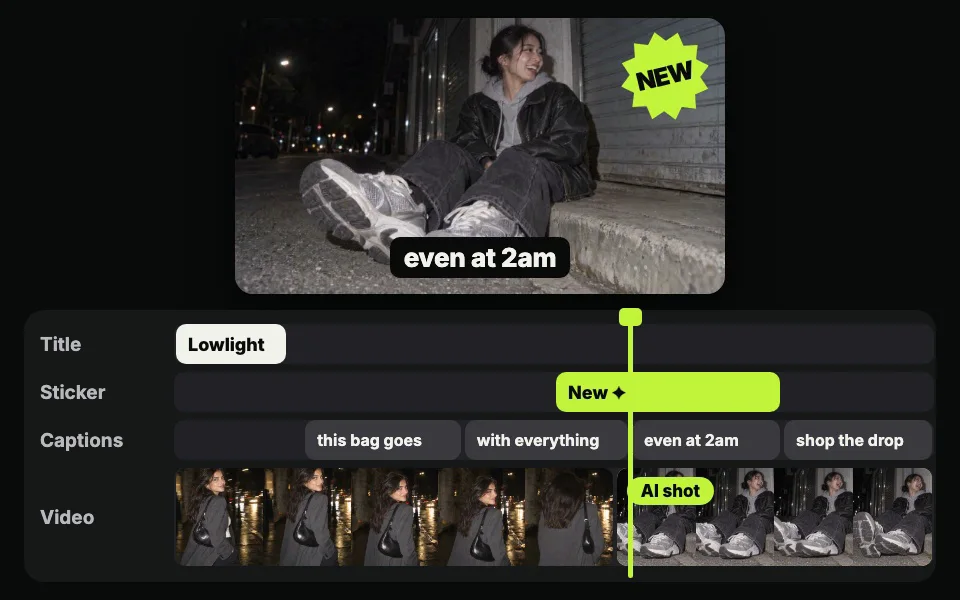 NEW
even at 2am
Title
Lowlight
Sticker
New ✦
Captions
this bag goes
with everything
even at 2am
shop the drop
Video
AI shot